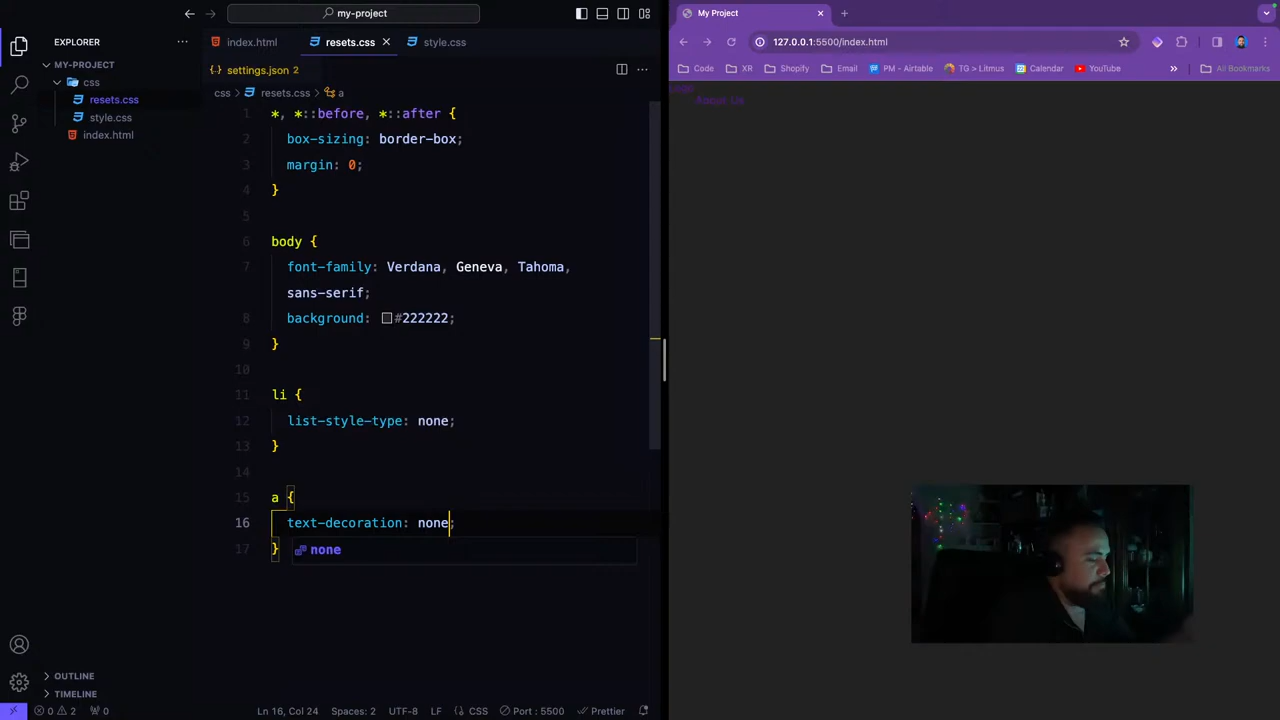 my-project
EXPLORER
MY-PROJECT
css
resets.css
style.css
index.html
OUTLINE
TIMELINE
index.html
resets.css
style.css
settings.json 2
css > resets.css > a
1 *, *::before, *::after {
2 box-sizing: border-box;
3 margin: 0;
4 }
5
6 body {
7 font-family: Verdana, Geneva, Tahoma,
sans-serif;
8 background: #222222;
9 }
10
11 li {
12 list-style-type: none;
13 }
14
15 a {
16 text-decoration: none;
17 }
none
0 2 0
Ln 16, Col 24 Spaces: 2 UTF-8 LF CSS Port : 5500 Prettier
My Project
127.0.0.1:5500/index.html
Code XR Shopify Email PM - Airtable TG > Litmus Calendar YouTube » All Bookmarks
About Us